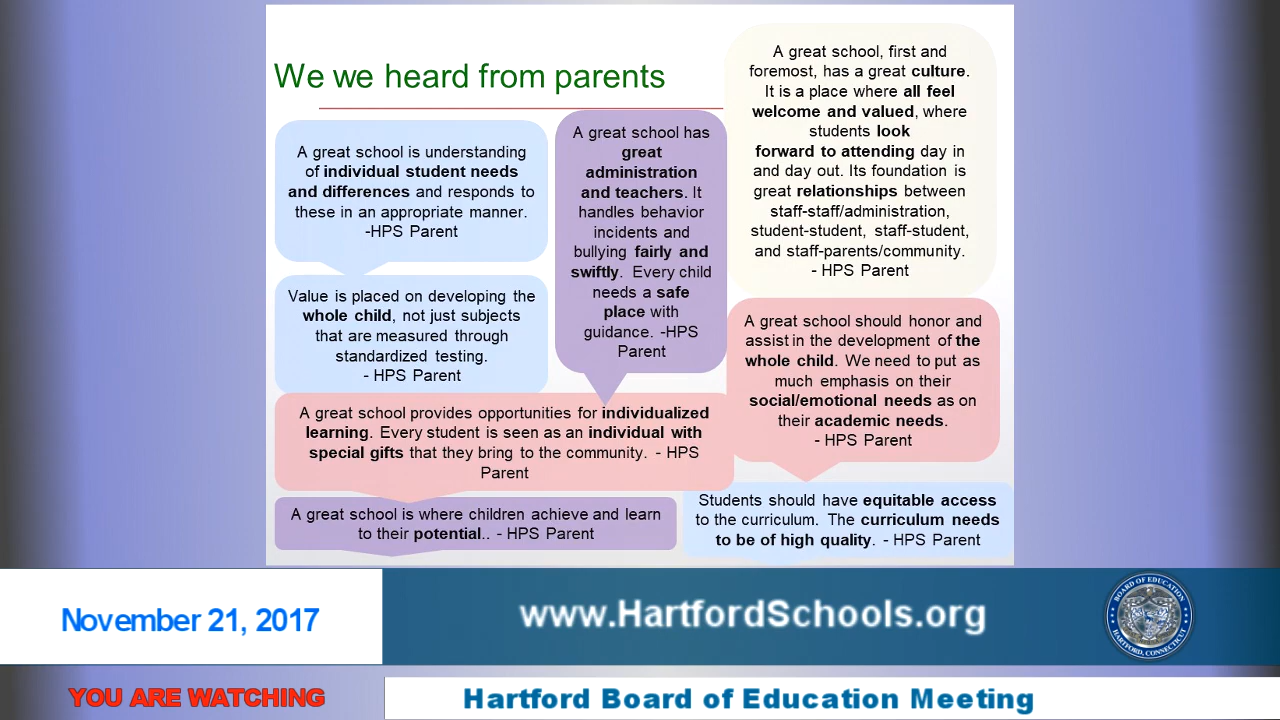 We we heard from parents
A great school is understanding
of individual student needs
and differences and responds to
these in an appropriate manner.
-HPS Parent
Value is placed on developing the
whole child, not just subjects
that are measured through
standardized testing.
- HPS Parent
A great school has
great
administration
and teachers. It
handles behavior
incidents and
bullying fairly and
swiftly. Every child
needs a safe
place with
guidance. -HPS
Parent
A great school, first and
foremost, has a great culture.
It is a place where all feel
welcome and valued, where
students look
forward to attending day in
and day out. Its foundation is
great relationships between
staff-staff/administration,
student-student, staff-student,
and staff-parents/community.
- HPS Parent
A great school should honor and
assist in the development of the
whole child. We need to put as
much emphasis on their
social/emotional needs as on
their academic needs.
- HPS Parent
A great school provides opportunities for individualized
learning. Every student is seen as an individual with
special gifts that they bring to the community. - HPS
Parent
A great school is where children achieve and learn
to their potential.. - HPS Parent
Students should have equitable access
to the curriculum. The curriculum needs
to be of high quality. - HPS Parent
November 21, 2017
www.HartfordSchools.org
BOARD OF EDUCATION
HARTFORD, CONNECTICUT
YOU ARE WATCHING
Hartford Board of Education Meeting